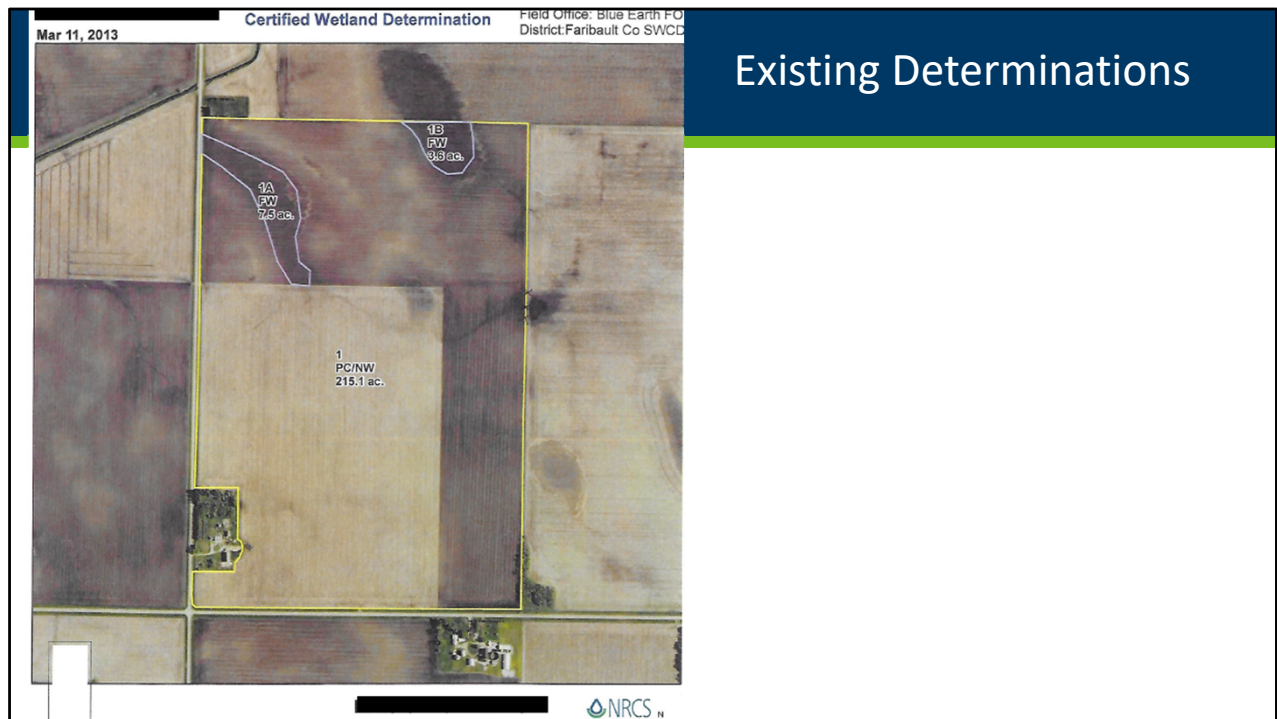 Certified Wetland Determination
Field Office: Blue Earth FO
Mar 11, 2013
District:Faribault Co SWCD
Existing Determinations
1B
FW
3.6 ac.
1A
FW
7.5 ac.
1
PC/NW
215.1 ac.
NRCS
N